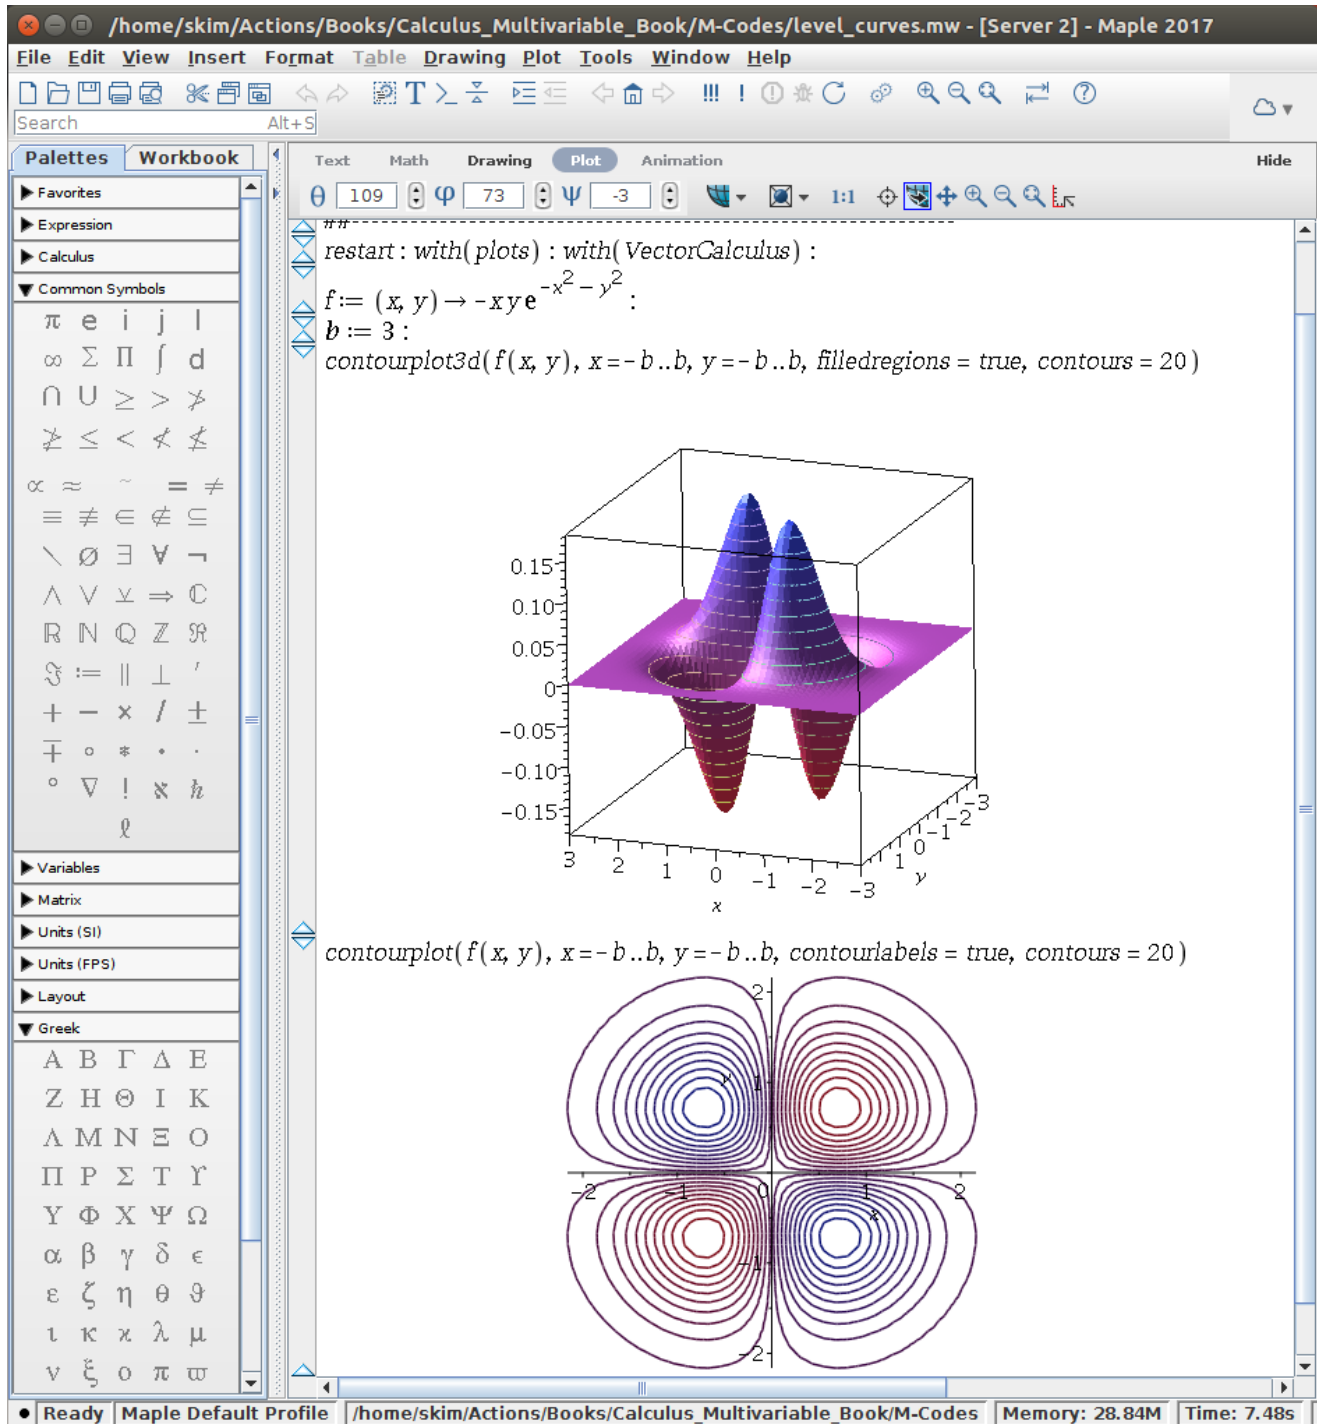 /home/skim/Actions/Books/Calculus_Multivariable_Book/M-Codes/level_curves.mw - [Server 2] - Maple 2017
File Edit View Insert Format Table Drawing Plot Tools Window Help
Search Alt+S
Palettes Workbook
Text Math Drawing Plot Animation Hide
θ 109 φ 73 ψ -3 1:1
Favorites
Expression
Calculus
Common Symbols
π e i j I
∞ Σ Π ∫ d
∩ ∪ ≥ > ≯
≱ ≤ < ≮ ≰
∝ ≈ ~ = ≠
≡ ≢ ∈ ∉ ⊆
\ ∅ ∃ ∀ ¬
∧ ∨ ⊻ ⇒ ℂ
ℝ ℕ ℚ ℤ ℜ
ℑ := ∥ ⊥ ′
+ − × / ±
∓ ∘ * • ·
° ∇ ! ℵ ħ
ℓ
Variables
Matrix
Units (SI)
Units (FPS)
Layout
Greek
Α Β Γ Δ Ε
Ζ Η Θ Ι Κ
Λ Μ Ν Ξ Ο
Π Ρ Σ Τ ϒ
Υ Φ Χ Ψ Ω
α β γ δ ϵ
ε ζ η θ ϑ
ι κ ϰ λ μ
ν ξ ο π ϖ
##------------------------------------------------------------
restart : with(plots) : with(VectorCalculus) :
f := (x, y) → -x y e^(-x^2 - y^2) :
b := 3 :
contourplot3d(f(x, y), x = -b ..b, y = -b ..b, filledregions = true, contours = 20)
0.15
0.10
0.05
0
-0.05
-0.10
-0.15
3 2 1 0 -1 -2 -3
x
1 0 -1 -2 -3
y
contourplot(f(x, y), x = -b ..b, y = -b ..b, contourlabels = true, contours = 20)
2
y 1
-2 -1 0 1 2
x
-1
-2
Ready Maple Default Profile /home/skim/Actions/Books/Calculus_Multivariable_Book/M-Codes Memory: 28.84M Time: 7.48s